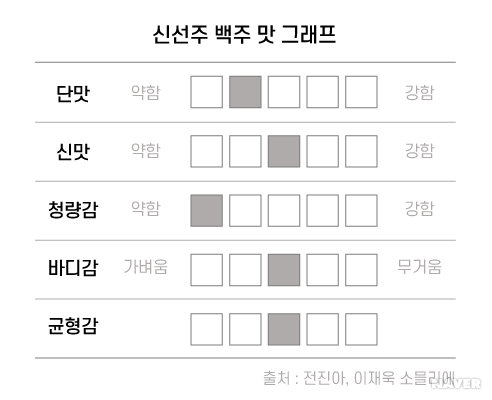 신선주 백주 맛 그래프
단맛 약함 강함
신맛 약함 강함
청량감 약함 강함
바디감 가벼움 무거움
균형감
출처 : 전진아, 이재욱 소믈리에
NAVER